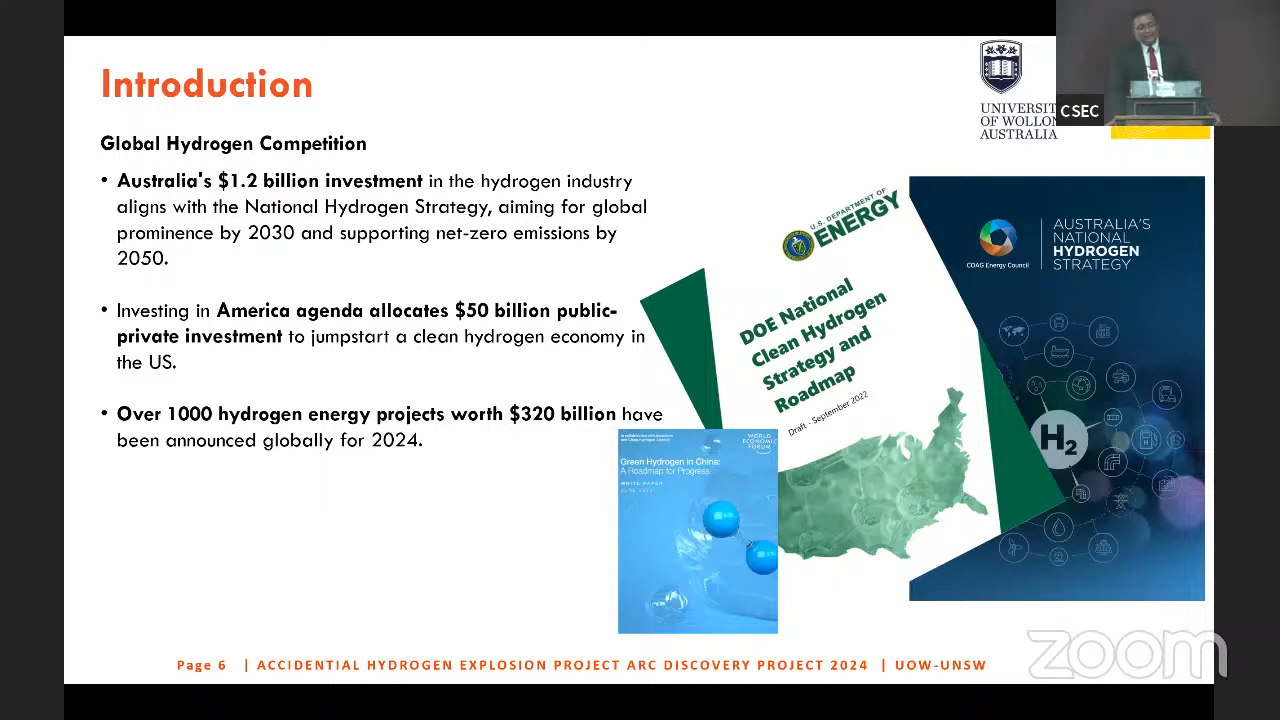 Introduction
UNIVERSIT
OF WOLLON
AUSTRALIA
CSEC
Global Hydrogen Competition
• Australia's $1.2 billion investment in the hydrogen industry
aligns with the National Hydrogen Strategy, aiming for global
prominence by 2030 and supporting net-zero emissions by
2050.
• Investing in America agenda allocates $50 billion public-
private investment to jumpstart a clean hydrogen economy in
the US.
• Over 1000 hydrogen energy projects worth $320 billion have
been announced globally for 2024.
U.S. DEPARTMENT OF
ENERGY
DOE National
Clean Hydrogen
Strategy and
Roadmap
Draft - September 2022
COAG Energy Council
AUSTRALIA'S
NATIONAL
HYDROGEN
STRATEGY
H2
WORLD
ECONOMIC
FORUM
Green Hydrogen in China:
A Roadmap for Progress
WHITE PAPER
Page 6 | ACCIDENTIAL HYDROGEN EXPLOSION PROJECT ARC DISCOVERY PROJECT 2024 | UOW-UNSW
zoom